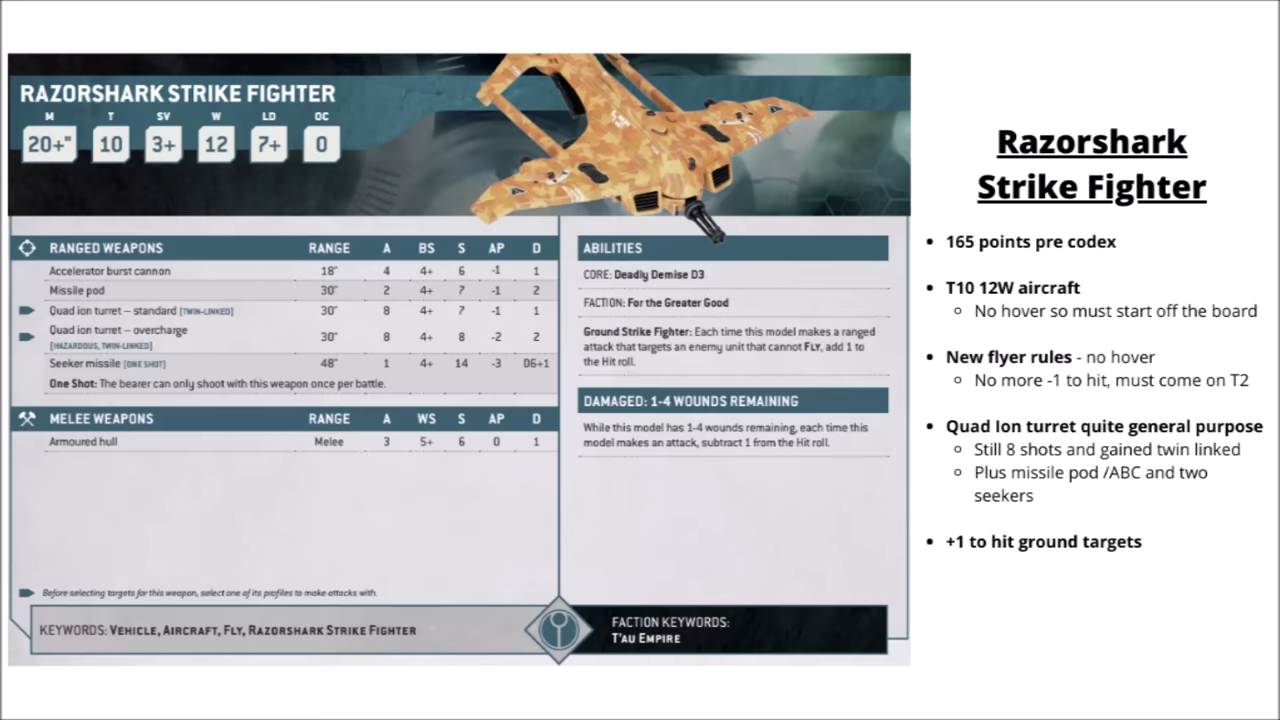 RAZORSHARK STRIKE FIGHTER
M T SV W LD OC
20+" 10 3+ 12 7+ 0
RANGED WEAPONS RANGE A BS S AP D
Accelerator burst cannon 18" 4 4+ 6 -1 1
Missile pod 30" 2 4+ 7 -1 2
Quad ion turret – standard [TWIN-LINKED] 30" 8 4+ 7 -1 1
Quad ion turret – overcharge
[HAZARDOUS, TWIN-LINKED] 30" 8 4+ 8 -2 2
Seeker missile [ONE SHOT] 48" 1 4+ 14 -3 D6+1
One Shot: The bearer can only shoot with this weapon once per battle.
MELEE WEAPONS RANGE A WS S AP D
Armoured hull Melee 3 5+ 6 0 1
Before selecting targets for this weapon, select one of its profiles to make attacks with.
KEYWORDS: VEHICLE, AIRCRAFT, FLY, RAZORSHARK STRIKE FIGHTER
ABILITIES
CORE: Deadly Demise D3
FACTION: For the Greater Good
Ground Strike Fighter: Each time this model makes a ranged
attack that targets an enemy unit that cannot FLY, add 1 to
the Hit roll.
DAMAGED: 1-4 WOUNDS REMAINING
While this model has 1-4 wounds remaining, each time this
model makes an attack, subtract 1 from the Hit roll.
FACTION KEYWORDS:
T'AU EMPIRE
Razorshark
Strike Fighter
• 165 points pre codex
• T10 12W aircraft
◦ No hover so must start off the board
• New flyer rules - no hover
◦ No more -1 to hit, must come on T2
• Quad Ion turret quite general purpose
◦ Still 8 shots and gained twin linked
◦ Plus missile pod /ABC and two
seekers
• +1 to hit ground targets